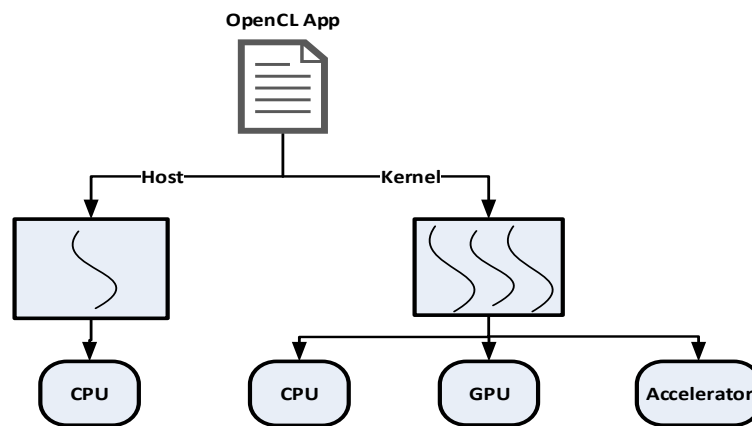 OpenCL App
Host
Kernel
CPU
CPU
GPU
Accelerator